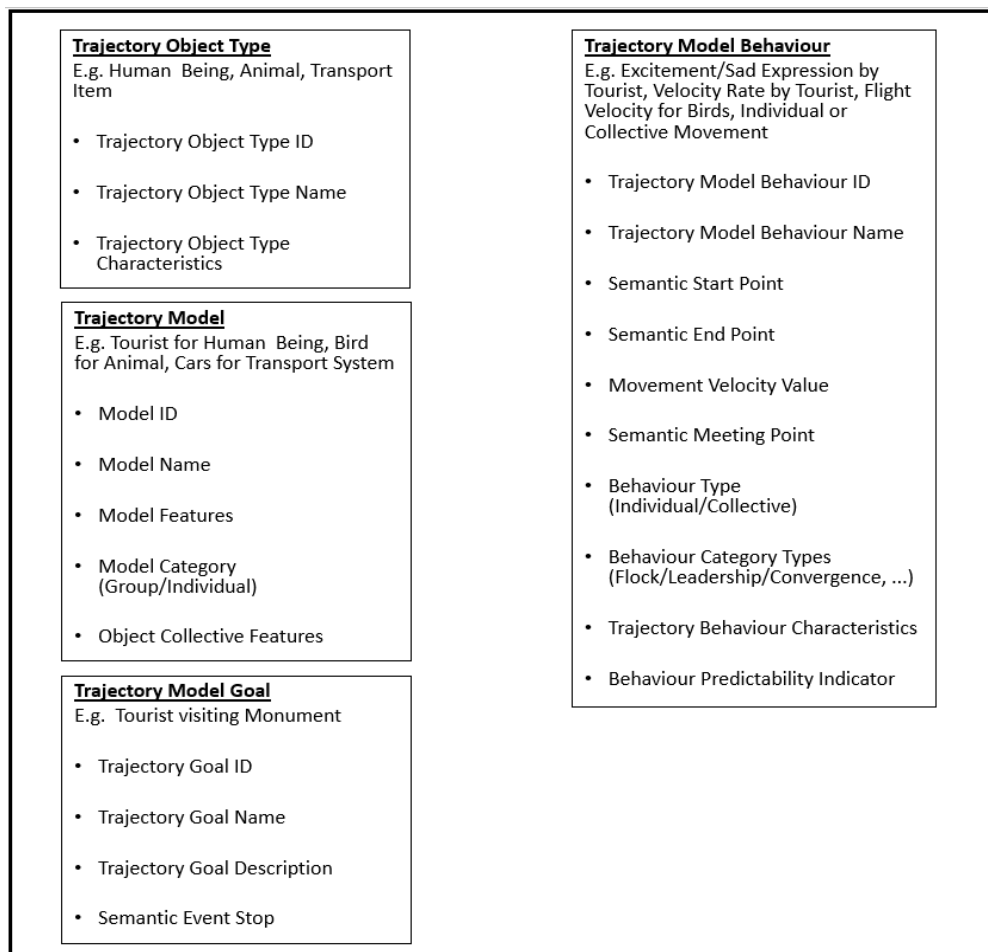 Trajectory Object Type
E.g. Human  Being, Animal, Transport
Item
• Trajectory Object Type ID
• Trajectory Object Type Name
• Trajectory Object Type
Characteristics
Trajectory Model
E.g. Tourist for Human  Being, Bird
for Animal, Cars for Transport System
• Model ID
• Model Name
• Model Features
• Model Category
(Group/Individual)
• Object Collective Features
Trajectory Model Goal
E.g.  Tourist visiting Monument
• Trajectory Goal ID
• Trajectory Goal Name
• Trajectory Goal Description
• Semantic Event Stop
Trajectory Model Behaviour
E.g. Excitement/Sad Expression by
Tourist, Velocity Rate by Tourist, Flight
Velocity for Birds, Individual or
Collective Movement
• Trajectory Model Behaviour ID
• Trajectory Model Behaviour Name
• Semantic Start Point
• Semantic End Point
• Movement Velocity Value
• Semantic Meeting Point
• Behaviour Type
(Individual/Collective)
• Behaviour Category Types
(Flock/Leadership/Convergence, ...)
• Trajectory Behaviour Characteristics
• Behaviour Predictability Indicator